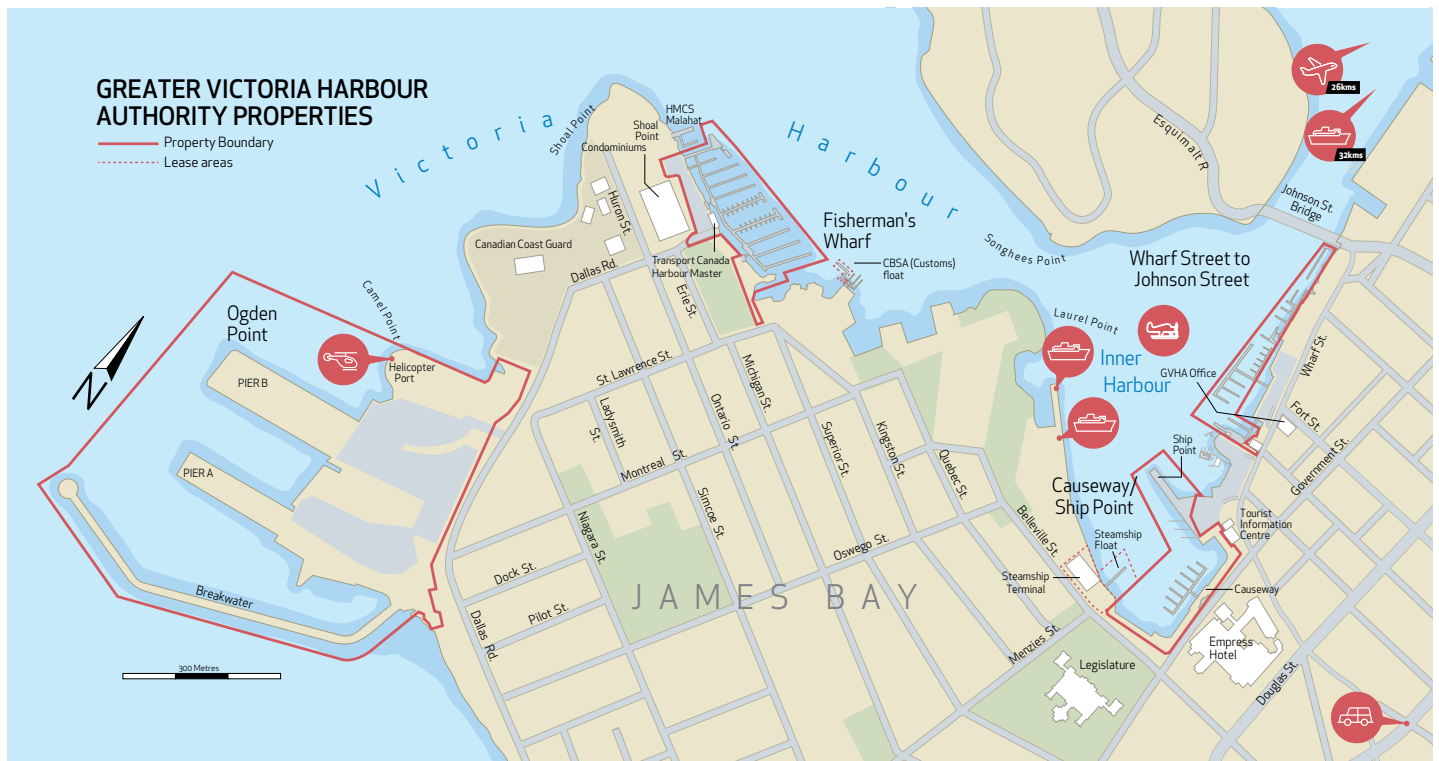 GREATER VICTORIA HARBOUR
AUTHORITY PROPERTIES
Property Boundary
Lease areas
Victoria
Harbour
Shoal Point
HMCS
Malahat
Shoal
Point
Condominiums
Huron St.
Canadian Coast Guard
Dallas Rd.
Transport Canada
Harbour Master
Erie St.
Fisherman's
Wharf
CBSA (Customs)
float
Songhees Point
Esquimalt R
26kms
32kms
Johnson St.
Bridge
Wharf Street to
Johnson Street
Laurel Point
Inner
Harbour
GVHA Office
Wharf St.
Fort St.
Government St.
Ship
Point
Causeway/
Ship Point
Tourist
Information
Centre
Steamship
Float
Steamship
Terminal
Causeway
Empress
Hotel
Douglas St.
Legislature
Belleville St.
Menzies St.
Oswego St.
Quebec St.
Kingston St.
Superior St.
Michigan St.
Ontario St.
St. Lawrence St.
Ladysmith
St.
Montreal St.
Simcoe St.
Niagara St.
Dock St.
Pilot St.
Dallas Rd.
JAMES BAY
Camel Point
Ogden
Point
Helicopter
Port
PIER B
PIER A
Breakwater
N
300 Metres